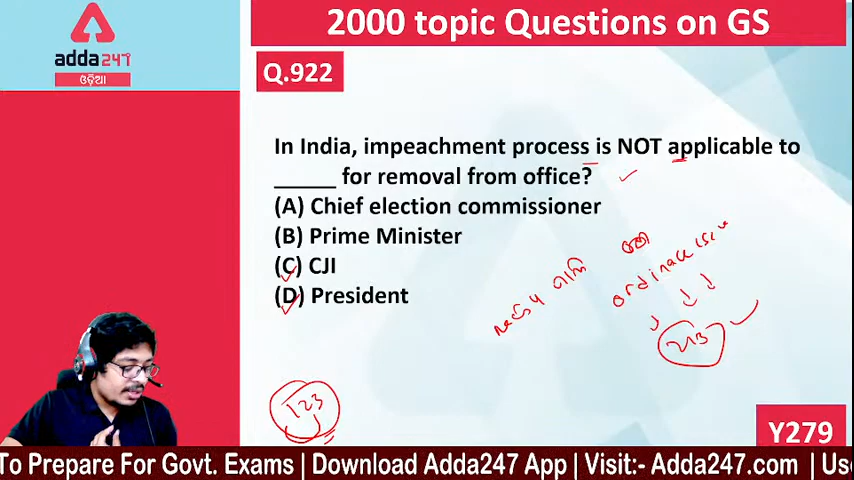 2000 topic Questions on GS
adda247
ଓଡ଼ିଆ
Q.922
In India, impeachment process is NOT applicable to
_____ for removal from office?
(A) Chief election commissioner
(B) Prime Minister
(C) CJI
(D) President
213
123
Y279
To Prepare For Govt. Exams | Download Adda247 App | Visit:- Adda247.com | Us